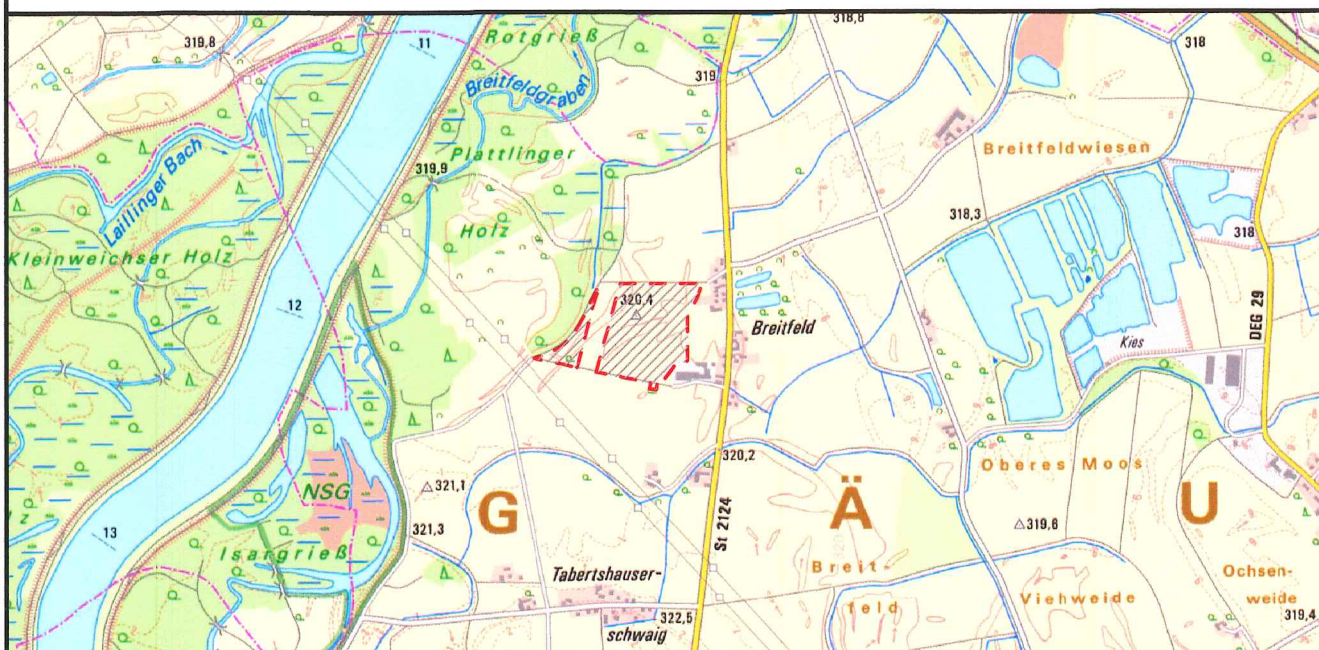 318,8
11
Rotgrieß
319,8
318
319
Breitfeldgraben
Breitfeldwiesen
Plattlinger
319,9
Laillinger Bach
318,3
318
Holz
Kleinweichser Holz
12
320,4
Breitfeld
DEG 29
Kies
320,2
Oberes Moos
321,1
NSG
G
Ä
U
St 2124
319,6
13
321,3
Isargrieß
Tabertshauser-
schwaig
Breit-
feld
Viehweide
Ochsen-
weide
322,5
319,4